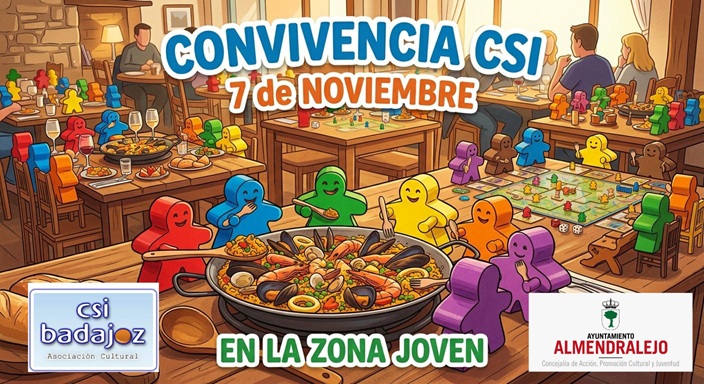 CONVIVENCIA CSI
7 de NOVIEMBRE
csi
badajoz
Asociación Cultural
EN LA ZONA JOVEN
AYUNTAMIENTO
ALMENDRALEJO
Concejalía de Acción, Promoción Cultural y Juventud